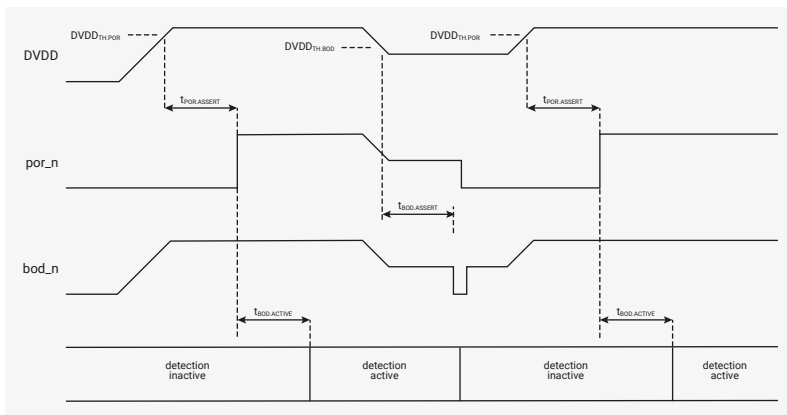 DVDD
DVDDTH.POR
DVDDTH.BOD
DVDDTH.POR
tPOR.ASSERT
tPOR.ASSERT
por_n
tBOD.ASSERT
bod_n
tBOD.ACTIVE
tBOD.ACTIVE
detection
inactive
detection
active
detection
inactive
detection
active